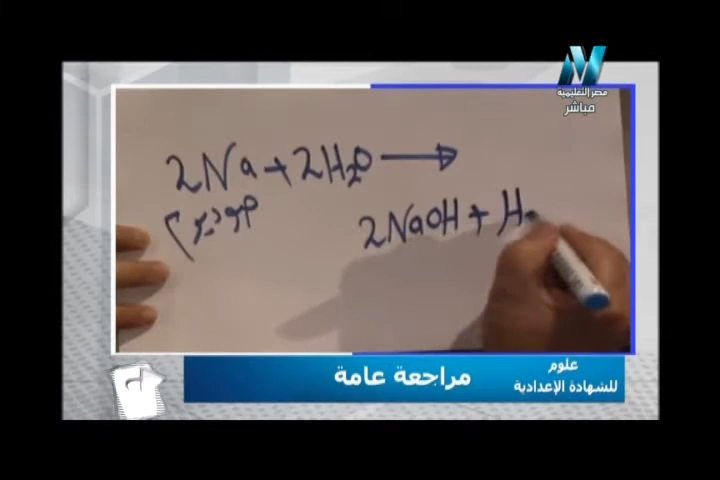 مصر التعليمية
مباشر
2Na + 2H₂O →
صوديوم
2NaOH + H
علوم
للشهادة الإعدادية
مراجعة عامة